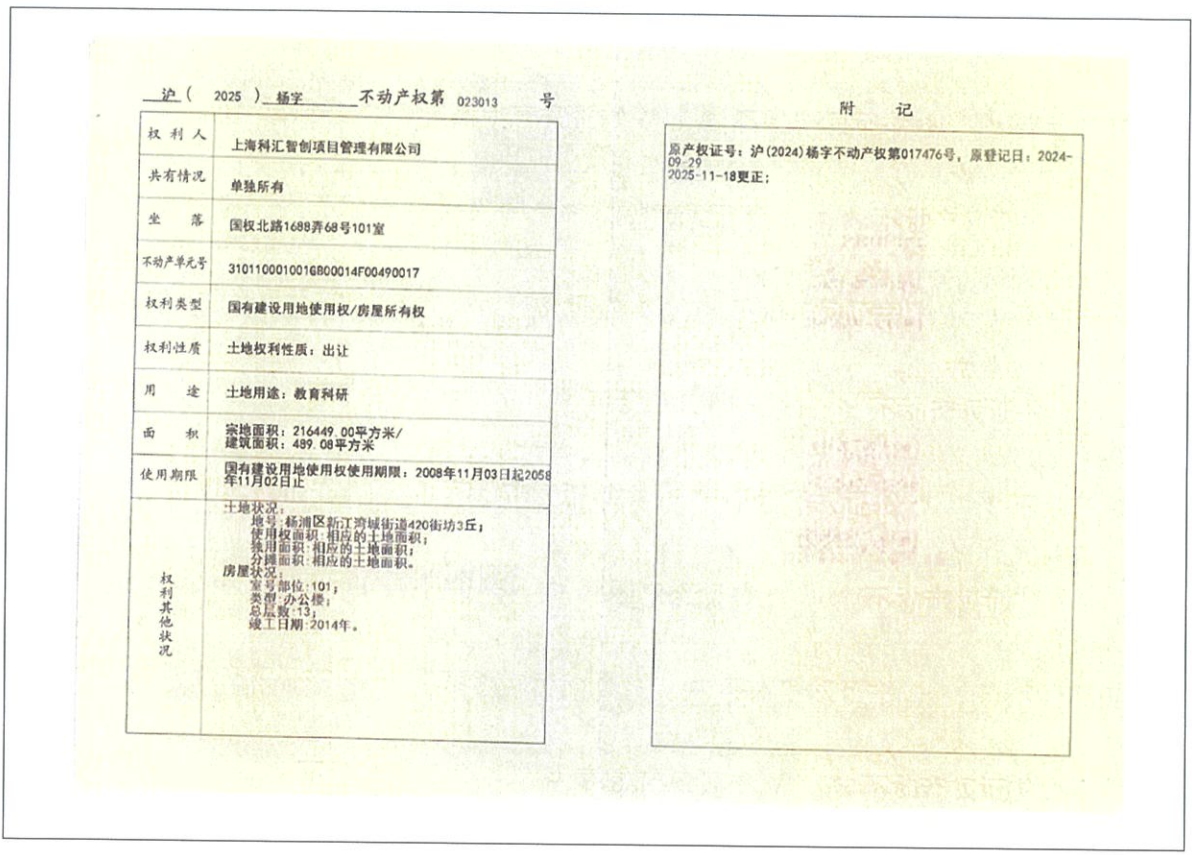 沪（ 2025 ）杨字 不动产权第 023013 号
权利人 上海科汇智创项目管理有限公司
共有情况 单独所有
坐落 国权北路1688弄68号101室
不动产单元号 310110001001GB00014F00490017
权利类型 国有建设用地使用权/房屋所有权
权利性质 土地权利性质：出让
用途 土地用途：教育科研
面积 宗地面积：216449.00平方米/
建筑面积：489.08平方米
使用期限 国有建设用地使用权使用期限：2008年11月03日起2058
年11月02日止
权利其他状况
土地状况：
地号:杨浦区新江湾城街道420街坊3丘；
使用权面积:相应的土地面积；
独用面积:相应的土地面积；
分摊面积:相应的土地面积。
房屋状况：
室号部位:101；
类型:办公楼；
总层数:13；
竣工日期:2014年。
附记
原产权证号：沪(2024)杨字不动产权第017476号，原登记日：2024-
09-29
2025-11-18更正；